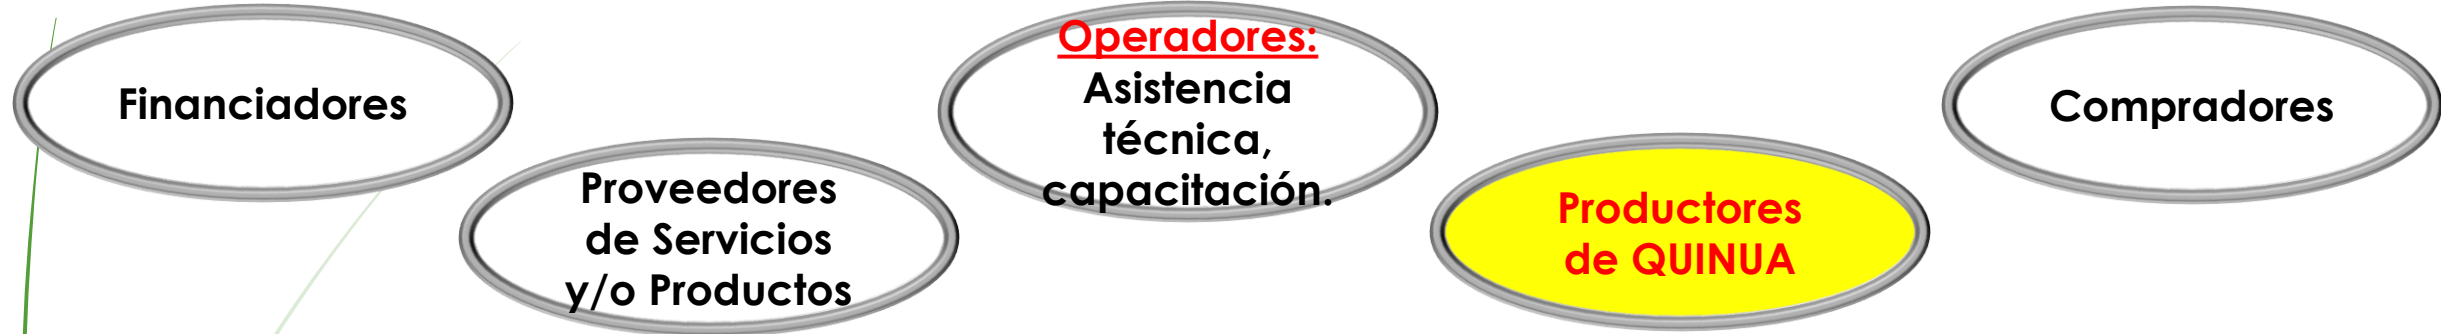 Financiadores
Proveedores
de Servicios
y/o Productos
Operadores:
Asistencia
técnica,
capacitación.
Productores
de QUINUA
Compradores